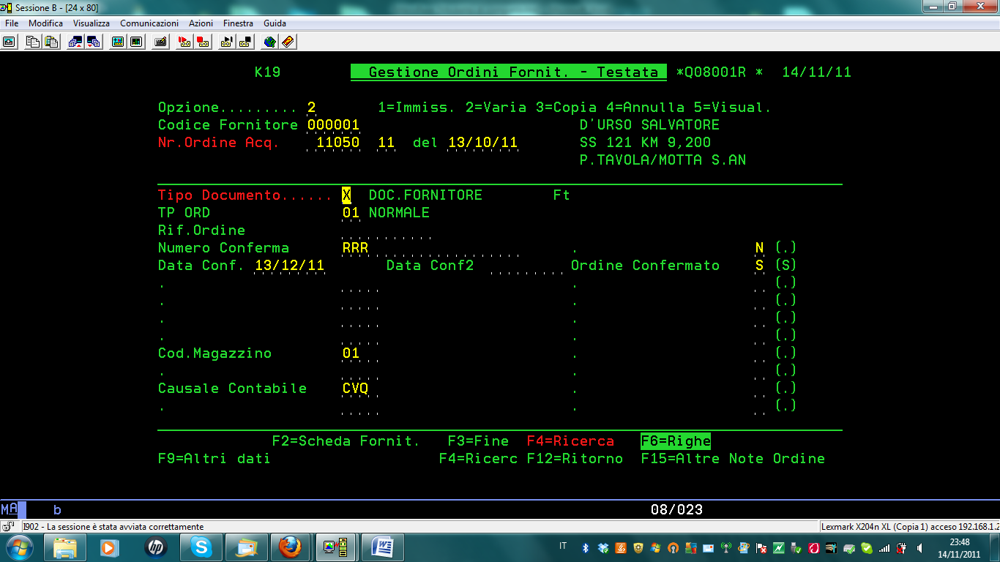 Sessione B - [24 x 80]
File Modifica Visualizza Comunicazioni Azioni Finestra Guida
K19 Gestione Ordini Fornit. - Testata *Q08001R * 14/11/11
Opzione......... 2 1=Immiss. 2=Varia 3=Copia 4=Annulla 5=Visual.
Codice Fornitore 000001 D'URSO SALVATORE
Nr.Ordine Acq. 11050 11 del 13/10/11 SS 121 KM 9,200
P.TAVOLA/MOTTA S.AN
Tipo Documento...... X DOC.FORNITORE Ft
TP ORD 01 NORMALE
Rif.Ordine
Numero Conferma RRR . N (.)
Data Conf. 13/12/11 Data Conf2 Ordine Confermato S (S)
. . (.)
. . (.)
. . (.)
. . (.)
Cod.Magazzino 01 . (.)
. . (.)
Causale Contabile CVQ . (.)
. . (.)
F2=Scheda Fornit. F3=Fine F4=Ricerca F6=Righe
F9=Altri dati F4=Ricerc F12=Ritorno F15=Altre Note Ordine
MA b 08/023
I902 - La sessione è stata avviata correttamente Lexmark X204n XL (Copia 1) acceso 192.168.1.2
IT 23:48
14/11/2011